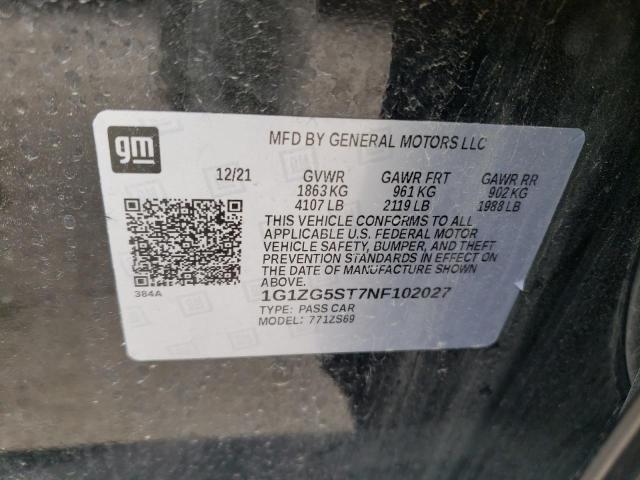 gm
MFD BY GENERAL MOTORS LLC
12/21 GVWR GAWR FRT GAWR RR
1863 KG 961 KG 902 KG
4107 LB 2119 LB 1988 LB
THIS VEHICLE CONFORMS TO ALL
APPLICABLE U.S. FEDERAL MOTOR
VEHICLE SAFETY, BUMPER, AND THEFT
PREVENTION STANDARDS IN EFFECT ON
THE DATE OF MANUFACTURE SHOWN
ABOVE.
384A
1G1ZG5ST7NF102027
TYPE: PASS CAR
MODEL: 771ZS69